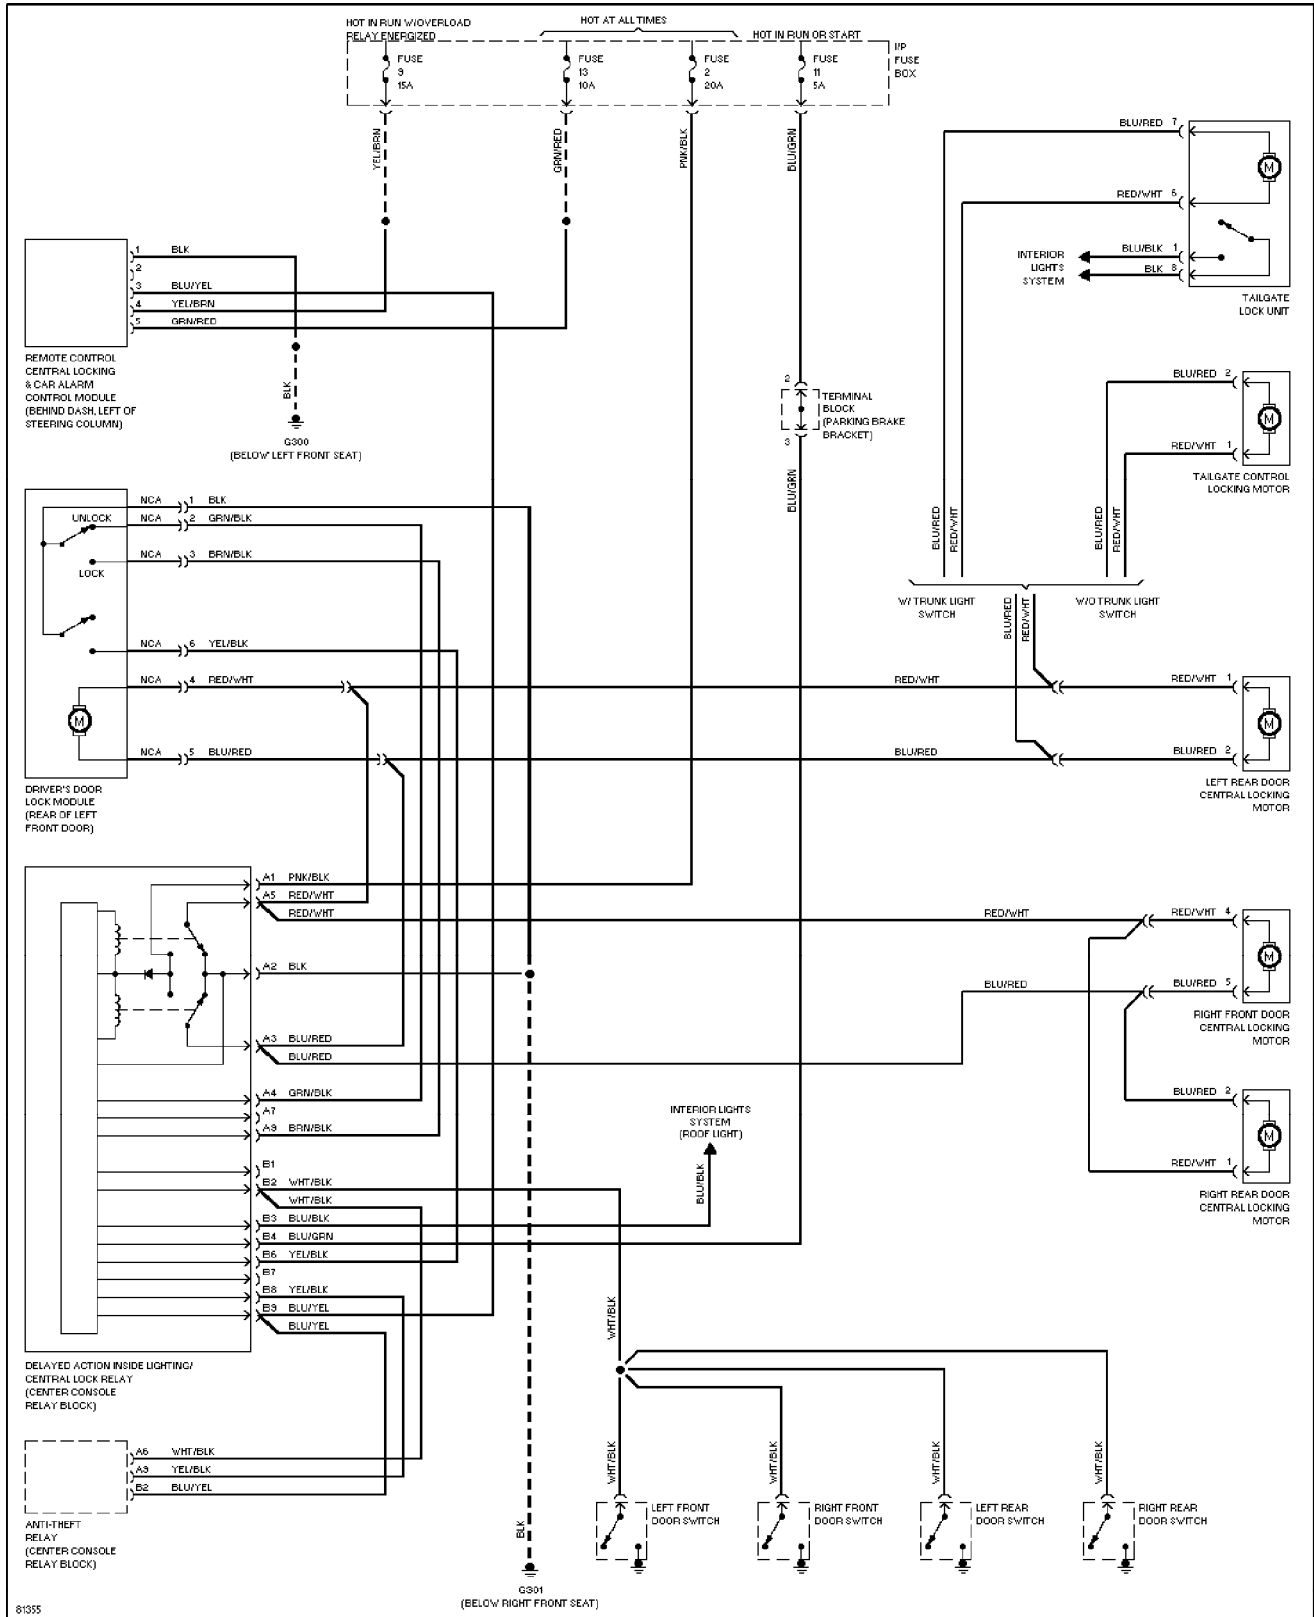 HOT IN RUN W/OVERLOAD
RELAY ENERGIZED
HOT AT ALL TIMES
HOT IN RUN OR START
FUSE
9
15A
FUSE
13
10A
FUSE
2
20A
FUSE
11
5A
I/P
FUSE
BOX
YEL/BRN
GRN/RED
PNK/BLK
BLU/GRN
BLU/RED 7
RED/WHT 6
BLU/BLK 1
BLK 8
INTERIOR
LIGHTS
SYSTEM
TAILGATE
LOCK UNIT
1 BLK
2
3 BLU/YEL
4 YEL/BRN
5 GRN/RED
REMOTE CONTROL
CENTRAL LOCKING
& CAR ALARM
CONTROL MODULE
(BEHIND DASH, LEFT OF
STEERING COLUMN)
BLK
G300
(BELOW LEFT FRONT SEAT)
2
TERMINAL
BLOCK
(PARKING BRAKE
BRACKET)
3
BLU/GRN
BLU/RED 2
M
RED/WHT 1
TAILGATE CONTROL
LOCKING MOTOR
BLU/RED
RED/WHT
BLU/RED
RED/WHT
W/ TRUNK LIGHT
SWITCH
W/O TRUNK LIGHT
SWITCH
BLU/RED
RED/WHT
M
UNLOCK
LOCK
NCA 1 BLK
NCA 2 GRN/BLK
NCA 3 BRN/BLK
NCA 6 YEL/BLK
NCA 4 RED/WHT
M
NCA 5 BLU/RED
DRIVER'S DOOR
LOCK MODULE
(REAR OF LEFT
FRONT DOOR)
RED/WHT
RED/WHT 1
M
BLU/RED
BLU/RED 2
LEFT REAR DOOR
CENTRAL LOCKING
MOTOR
A1 PNK/BLK
A5 RED/WHT
RED/WHT
A2 BLK
A3 BLU/RED
BLU/RED
A4 GRN/BLK
A7
A9 BRN/BLK
B1
B2 WHT/BLK
WHT/BLK
B3 BLU/BLK
B4 BLU/GRN
B6 YEL/BLK
B7
B8 YEL/BLK
B9 BLU/YEL
BLU/YEL
DELAYED ACTION INSIDE LIGHTING/
CENTRAL LOCK RELAY
(CENTER CONSOLE
RELAY BLOCK)
RED/WHT
RED/WHT 4
M
BLU/RED
BLU/RED 5
RIGHT FRONT DOOR
CENTRAL LOCKING
MOTOR
BLU/RED 2
M
RED/WHT 1
RIGHT REAR DOOR
CENTRAL LOCKING
MOTOR
INTERIOR LIGHTS
SYSTEM
(ROOF LIGHT)
BLU/BLK
WHT/BLK
A6 WHT/BLK
A9 YEL/BLK
B2 BLU/YEL
ANTI-THEFT
RELAY
(CENTER CONSOLE
RELAY BLOCK)
BLK
G301
(BELOW RIGHT FRONT SEAT)
WHT/BLK
LEFT FRONT
DOOR SWITCH
WHT/BLK
RIGHT FRONT
DOOR SWITCH
WHT/BLK
LEFT REAR
DOOR SWITCH
WHT/BLK
RIGHT REAR
DOOR SWITCH
81355